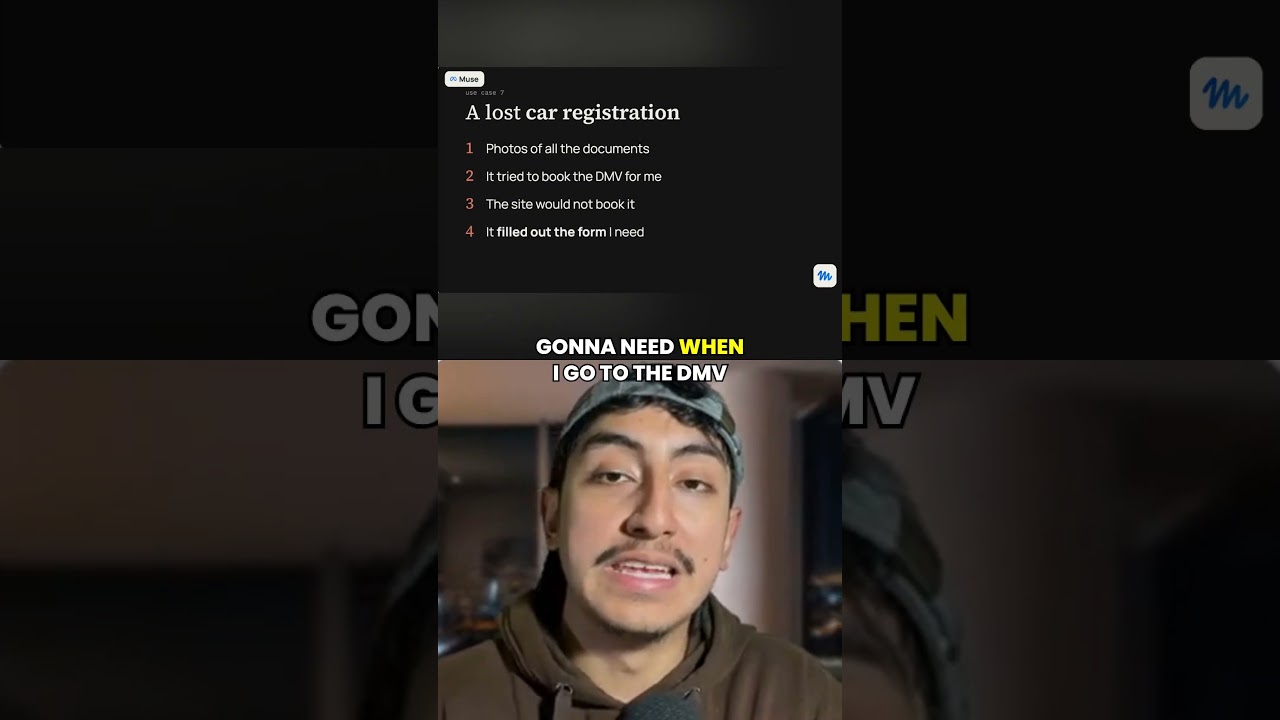 Muse
use case 7
A lost car registration
1 Photos of all the documents
2 It tried to book the DMV for me
3 The site would not book it
4 It filled out the form I need
GONNA NEED WHEN
I GO TO THE DMV